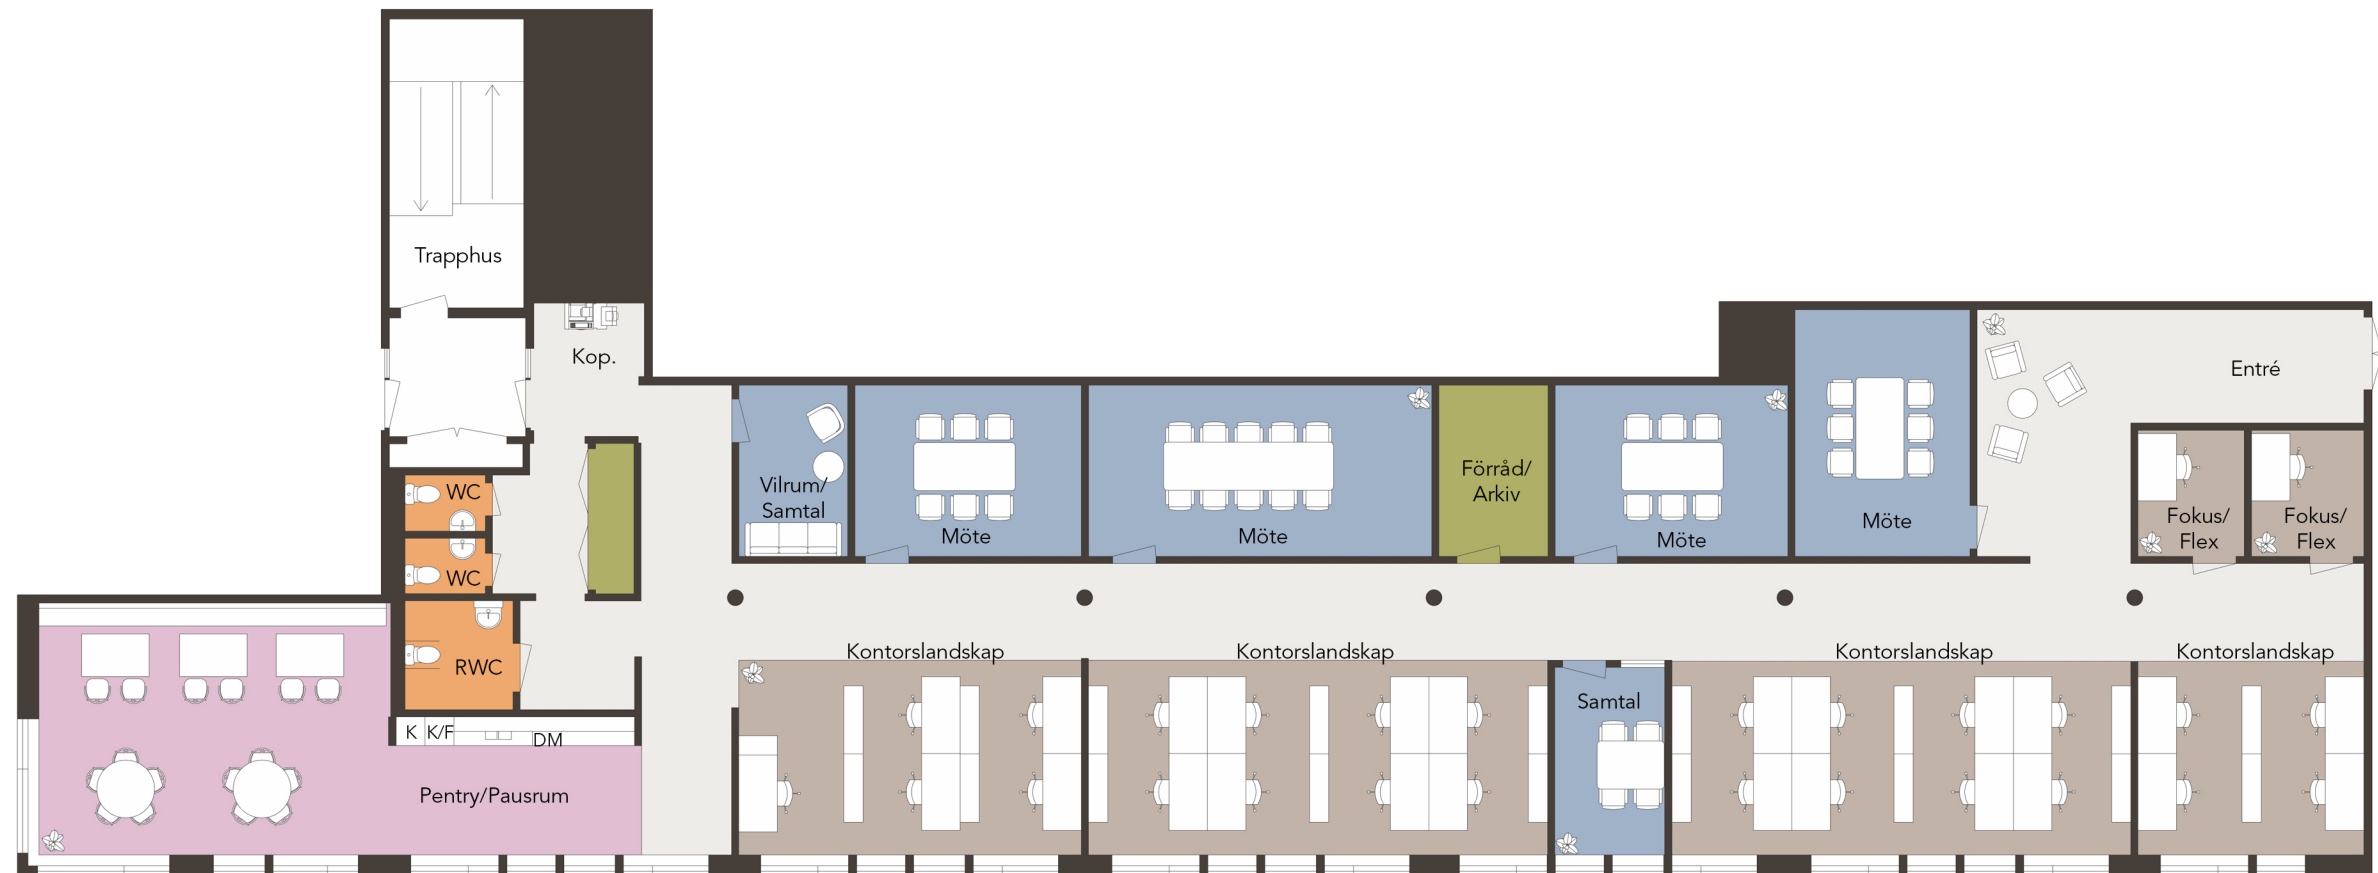 Trapphus
Kop.
Entré
WC
Vilrum/
Samtal
Möte
Möte
Förråd/
Arkiv
Möte
Möte
Fokus/
Flex
Fokus/
Flex
WC
RWC
Kontorslandskap
Kontorslandskap
Kontorslandskap
Kontorslandskap
Samtal
K
K/F
DM
Pentry/Pausrum